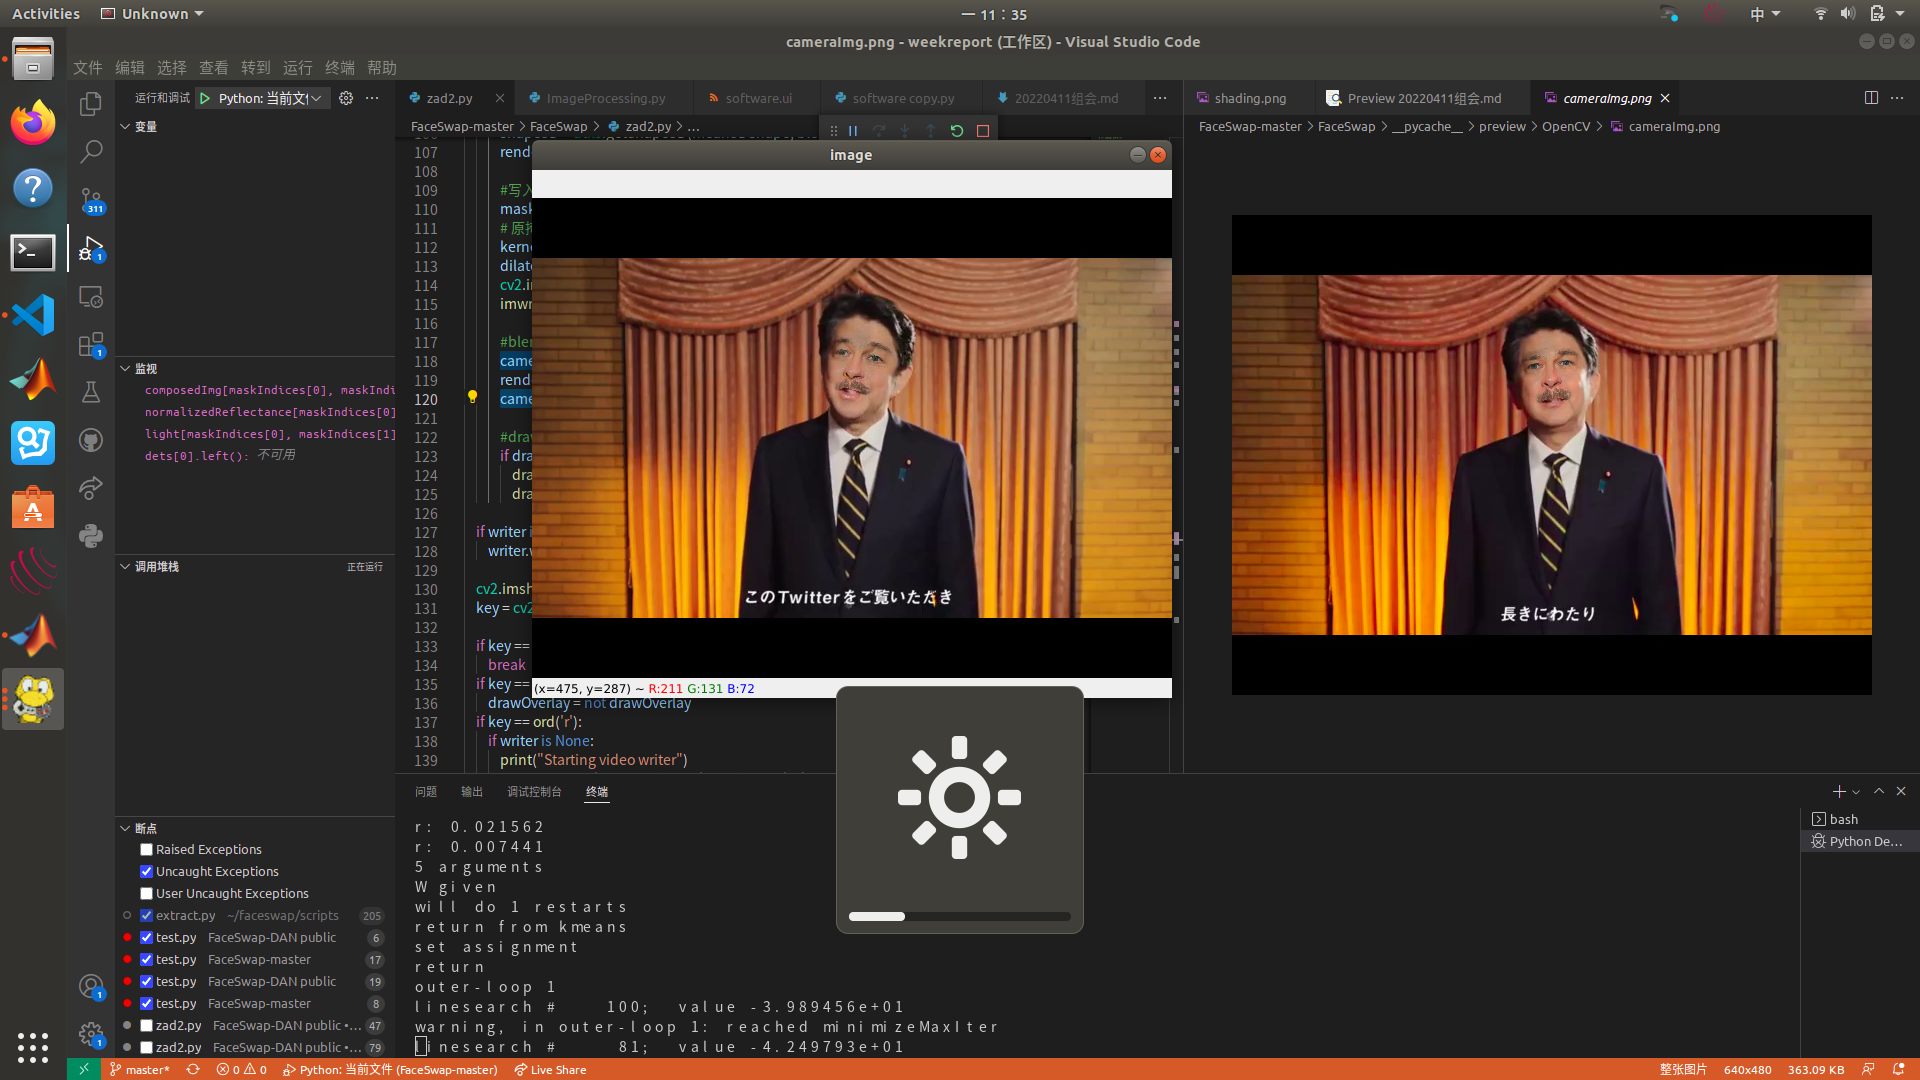 Activities
Unknown
一 11：35
中
cameraImg.png - weekreport (工作区) - Visual Studio Code
文件 编辑 选择 查看 转到 运行 终端 帮助
运行和调试
Python: 当前文件
变量
监视
composedImg[maskIndices[0], maskIndi
normalizedReflectance[maskIndices[0]
light[maskIndices[0], maskIndices[1]
dets[0].left(): 不可用
调用堆栈
正在运行
断点
Raised Exceptions
Uncaught Exceptions
User Uncaught Exceptions
extract.py ~/faceswap/scripts 205
test.py FaceSwap-DAN public 6
test.py FaceSwap-master 17
test.py FaceSwap-DAN public 19
test.py FaceSwap-master 8
zad2.py FaceSwap-DAN public •... 47
zad2.py FaceSwap-DAN public •... 79
311
1
1
1
1
zad2.py
ImageProcessing.py
software.ui
software copy.py
20220411组会.md
FaceSwap-master > FaceSwap > zad2.py > ...
107 rend
108
109 #写入
110 mask
111
112 kerne
113 dilat
114 cv2.i
115 imwr
116
117 #ble
118 came
119 rend
120 came
121
122 #draw
123 if dra
124 dra
125 dra
126
127 if writer i
128 writer.
129
130 cv2.imsh
131 key = cv2
132
133 if key ==
134 break
135 if key ==
136 drawOverlay = not drawOverlay
137 if key == ord('r'):
138 if writer is None:
139 print("Starting video writer")
image
このTwitterをご覧いただき
(x=475, y=287) ~ R:211 G:131 B:72
shading.png
Preview 20220411组会.md
cameraImg.png
FaceSwap-master > FaceSwap > __pycache__ > preview > OpenCV > cameraImg.png
長きにわたり
问题 输出 调试控制台 终端
r: 0.021562
r: 0.007441
5 arguments
W given
will do 1 restarts
return from kmeans
set assignment
return
outer-loop 1
linesearch # 100; value -3.989456e+01
warning, in outer-loop 1: reached minimizeMaxIter
linesearch # 81; value -4.249793e+01
bash
Python De...
master*
0 0
Python: 当前文件 (FaceSwap-master)
Live Share
整张图片
640x480
363.09 KB